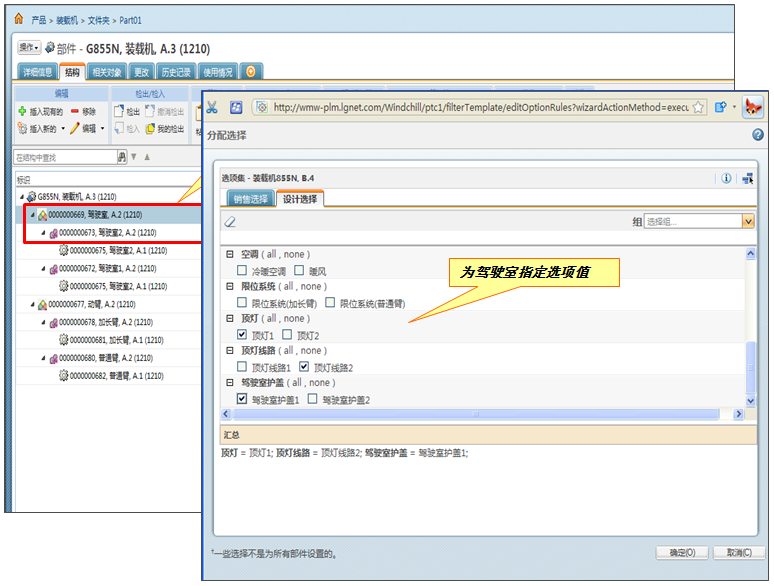 产品 > 装载机 > 文件夹 > Part01
操作 部件 - G855N, 装载机, A.3 (1210)
详细信息 结构 相关对象 更改 历史记录 使用情况
编辑 检出/检入
插入现有的 移除 检出 撤消检出
插入新的 编辑 检入 我的检出
在结构中查找
标识
G855N, 装载机, A.3 (1210)
0000000669, 驾驶室, A.2 (1210)
0000000673, 驾驶室2, A.2 (1210)
0000000675, 驾驶室2, A.1 (1210)
0000000672, 驾驶室1, A.2 (1210)
0000000675, 驾驶室2, A.1 (1210)
0000000677, 动臂, A.2 (1210)
0000000678, 加长臂, A.2 (1210)
0000000681, 加长臂, A.1 (1210)
0000000680, 普通臂, A.2 (1210)
0000000682, 普通臂, A.1 (1210)
http://wmw-plm.lgnet.com/Windchill/ptc1/filterTemplate/editOptionRules?wizardActionMethod=execu
分配选择
选项集 - 装载机855N, B.4
销售选择 设计选择
组 选择组...
空调 ( all , none )
冷暖空调 暖风
限位系统 ( all , none )
限位系统(加长臂) 限位系统(普通臂)
顶灯 ( all , none )
顶灯1 顶灯2
顶灯线路 ( all , none )
顶灯线路1 顶灯线路2
驾驶室护盖 ( all , none )
驾驶室护盖1 驾驶室护盖2
为驾驶室指定选项值
汇总
顶灯 = 顶灯1; 顶灯线路 = 顶灯线路2; 驾驶室护盖 = 驾驶室护盖1;
*一些选择不是为所有部件设置的。
确定(O) 取消(C)